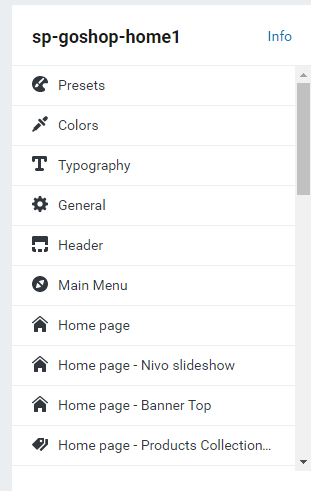 sp-goshop-home1
Info
Presets
Colors
Typography
General
Header
Main Menu
Home page
Home page - Nivo slideshow
Home page - Banner Top
Home page - Products Collection...